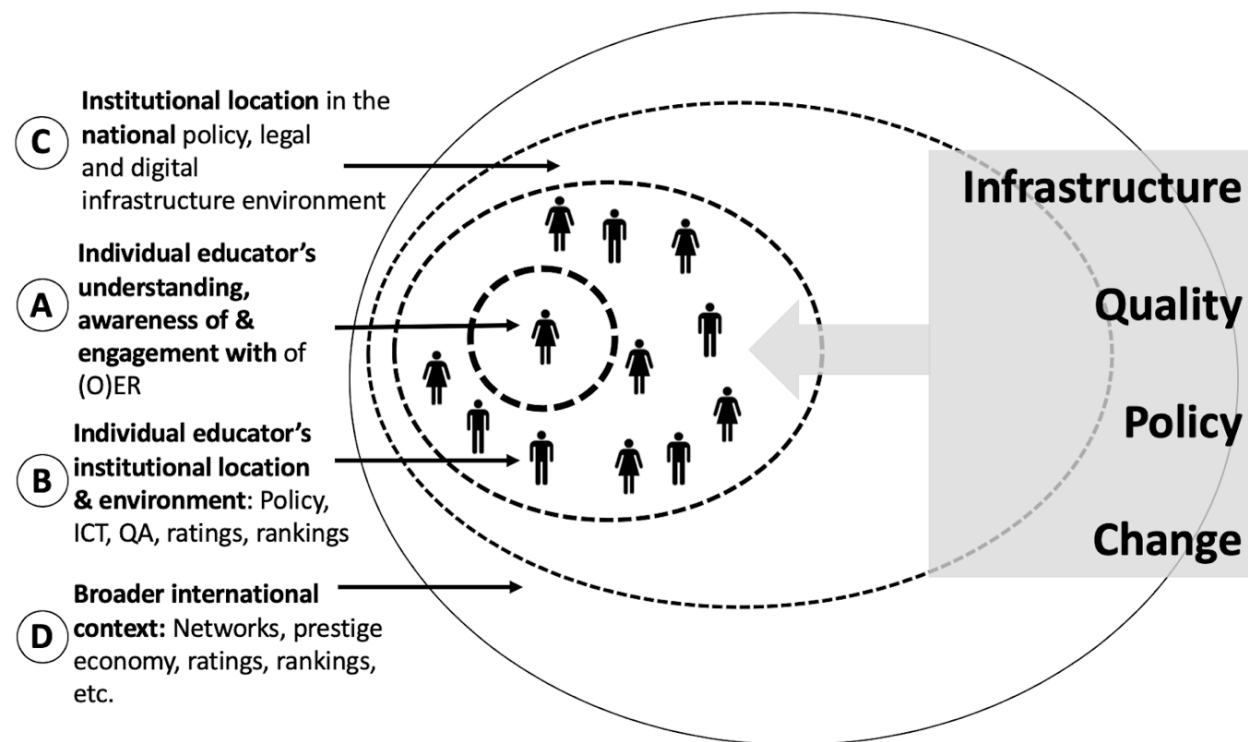 C
Institutional location in the
national policy, legal
and digital
infrastructure environment
A
Individual educator’s
understanding,
awareness of &
engagement with of
(O)ER
B
Individual educator’s
institutional location
& environment: Policy,
ICT, QA, ratings, rankings
D
Broader international
context: Networks, prestige
economy, ratings, rankings,
etc.
Infrastructure
Quality
Policy
Change